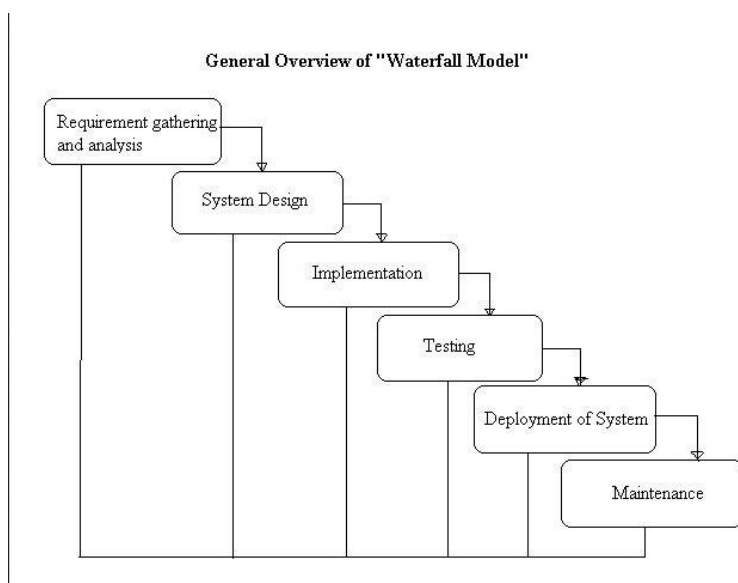 General Overview of "Waterfall Model"
Requirement gathering
and analysis
System Design
Implementation
Testing
Deployment of System
Maintenance